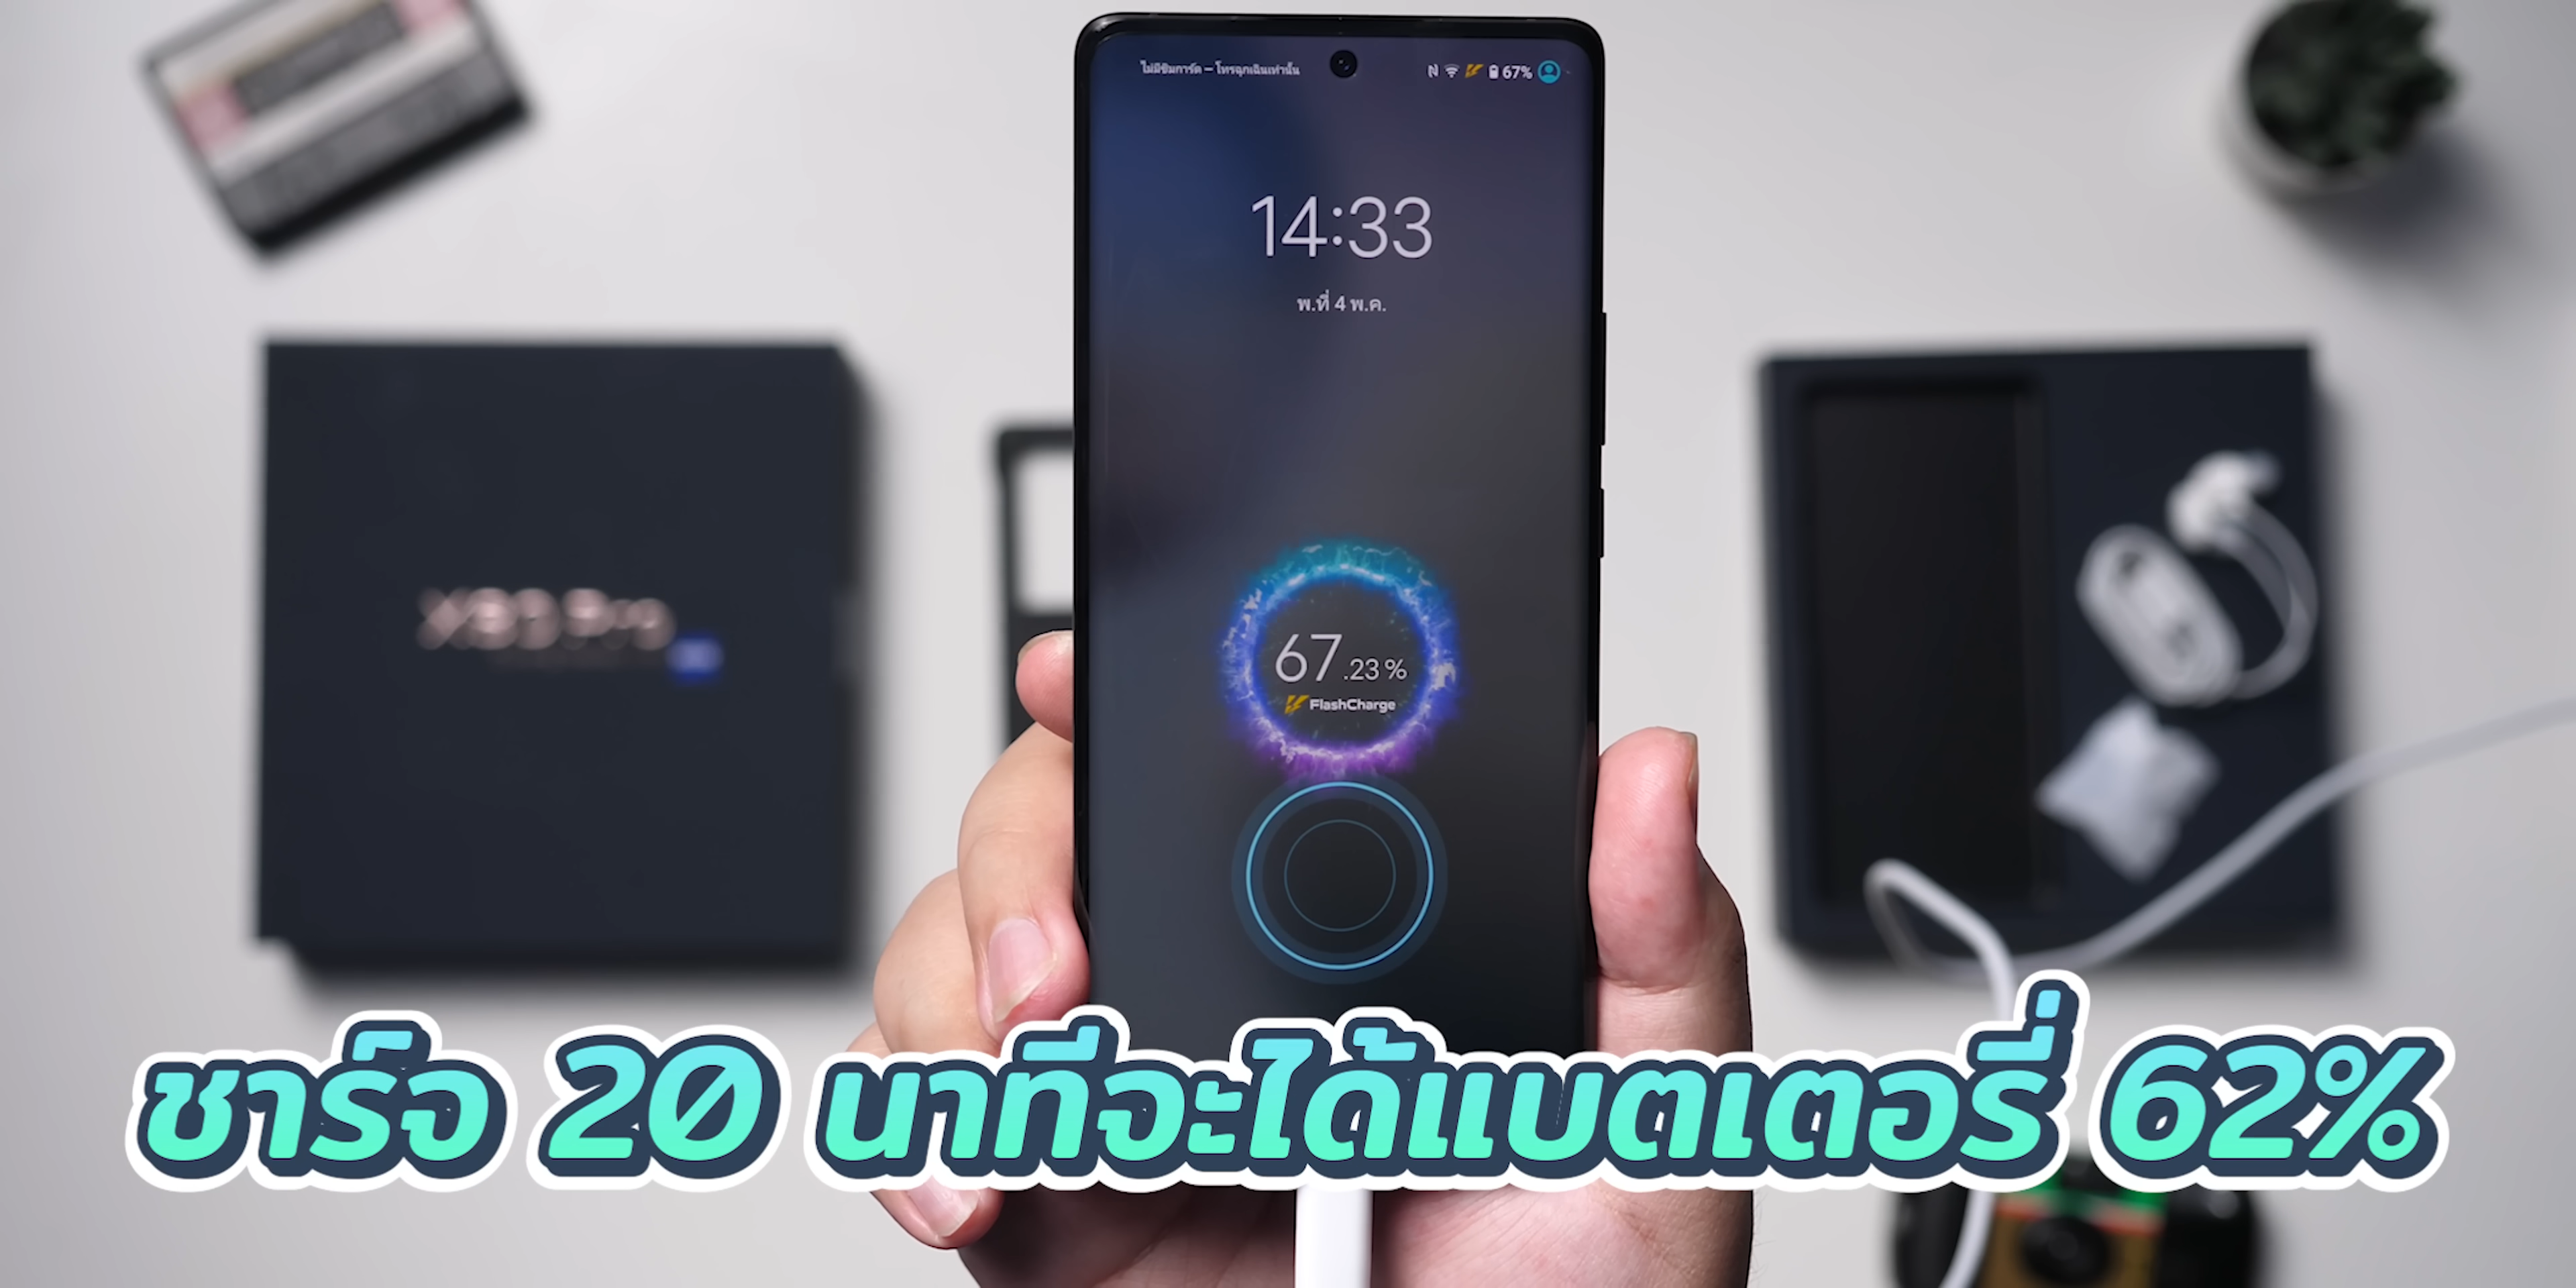 ไม่มีซิมการ์ด – โทรฉุกเฉินเท่านั้น
67%
14:33
พ.ที่ 4 พ.ค.
X80 Pro
67.23%
FlashCharge
ชาร์จ 20 นาทีจะได้แบตเตอรี่ 62%